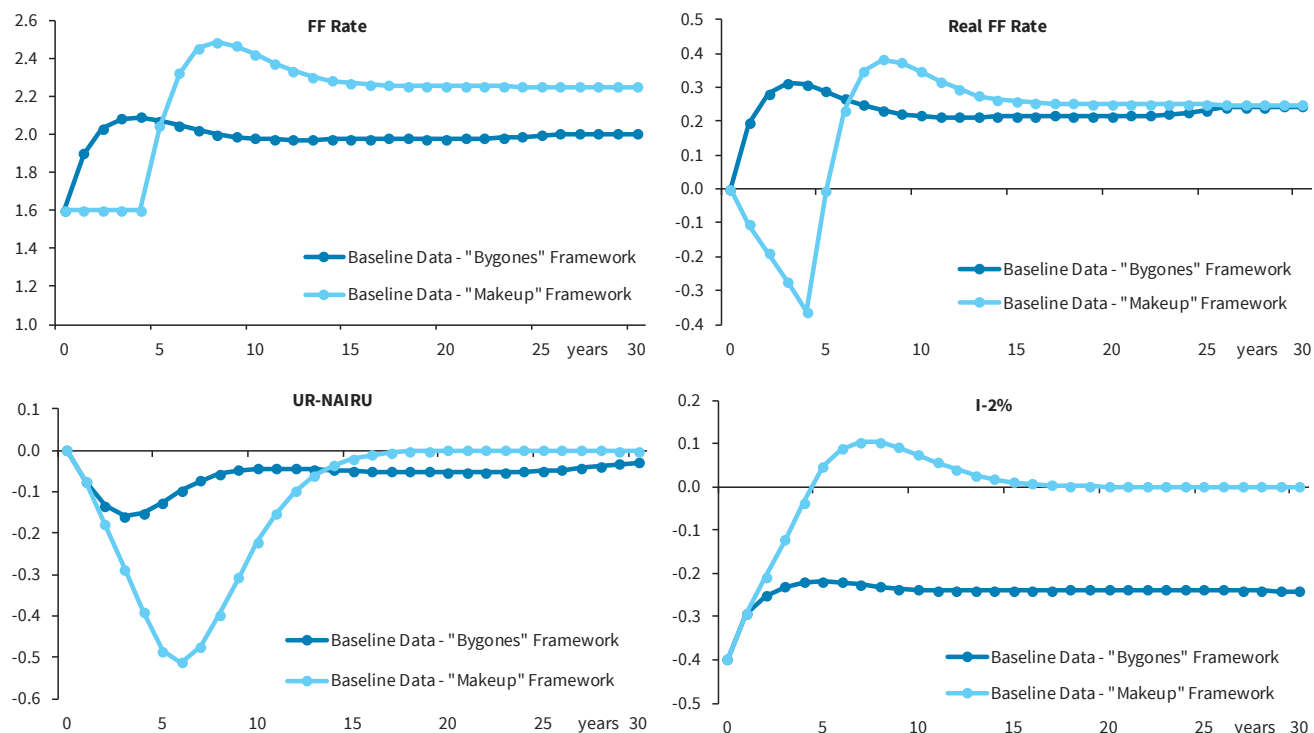 FF Rate
2.6
2.4
2.2
2.0
1.8
1.6
1.4
1.2
1.0
Baseline Data - "Bygones" Framework
Baseline Data - "Makeup" Framework
0 5 10 15 20 25 years 30
Real FF Rate
0.5
0.4
0.3
0.2
0.1
0.0
-0.1
-0.2
-0.3
-0.4
Baseline Data - "Bygones" Framework
Baseline Data - "Makeup" Framework
0 5 10 15 20 25 years 30
UR-NAIRU
0.1
0.0
-0.1
-0.2
-0.3
-0.4
-0.5
-0.6
Baseline Data - "Bygones" Framework
Baseline Data - "Makeup" Framework
0 5 10 15 20 25 years 30
I-2%
0.2
0.1
0.0
-0.1
-0.2
-0.3
-0.4
-0.5
Baseline Data - "Bygones" Framework
Baseline Data - "Makeup" Framework
0 5 10 15 20 25 years 30